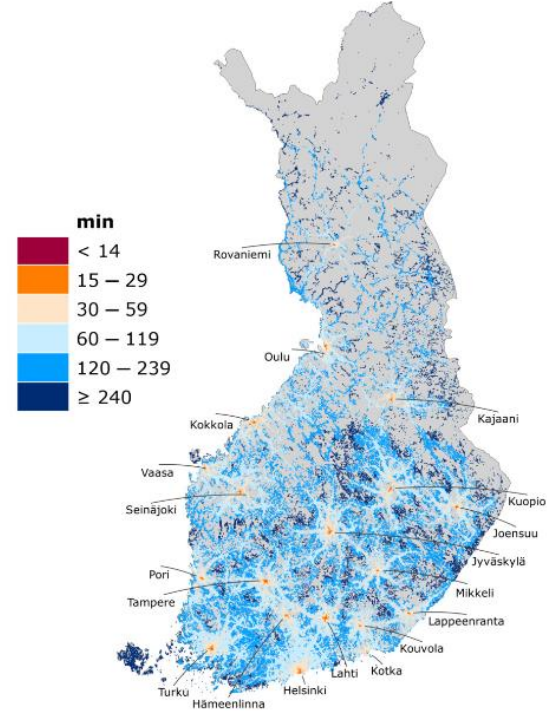 min
< 14
15 – 29
30 – 59
60 – 119
120 – 239
≥ 240
Rovaniemi
Oulu
Kajaani
Kokkola
Vaasa
Seinäjoki
Kuopio
Joensuu
Jyväskylä
Pori
Mikkeli
Tampere
Lappeenranta
Kouvola
Kotka
Lahti
Turku
Helsinki
Hämeenlinna